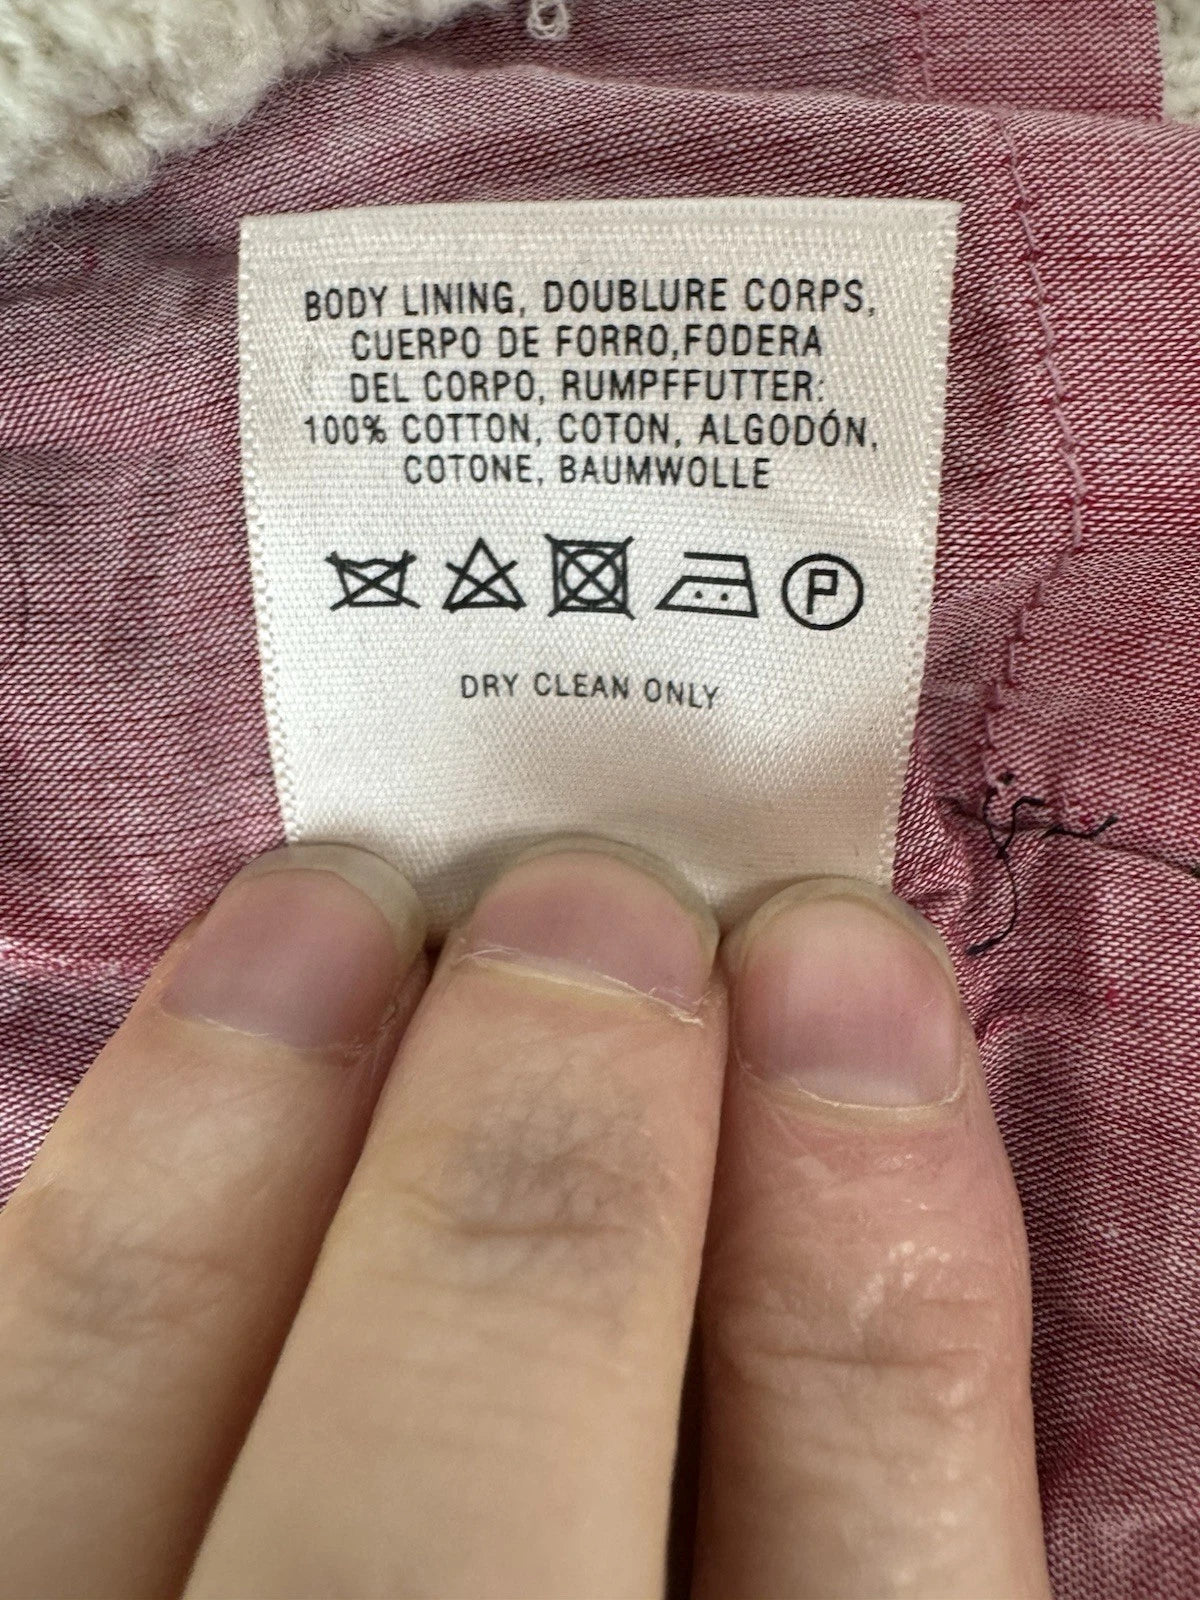 BODY LINING, DOUBLURE CORPS,
CUERPO DE FORRO,FODERA
DEL CORPO, RUMPFFUTTER:
100% COTTON, COTON, ALGODÓN,
COTONE, BAUMWOLLE
P
DRY CLEAN ONLY